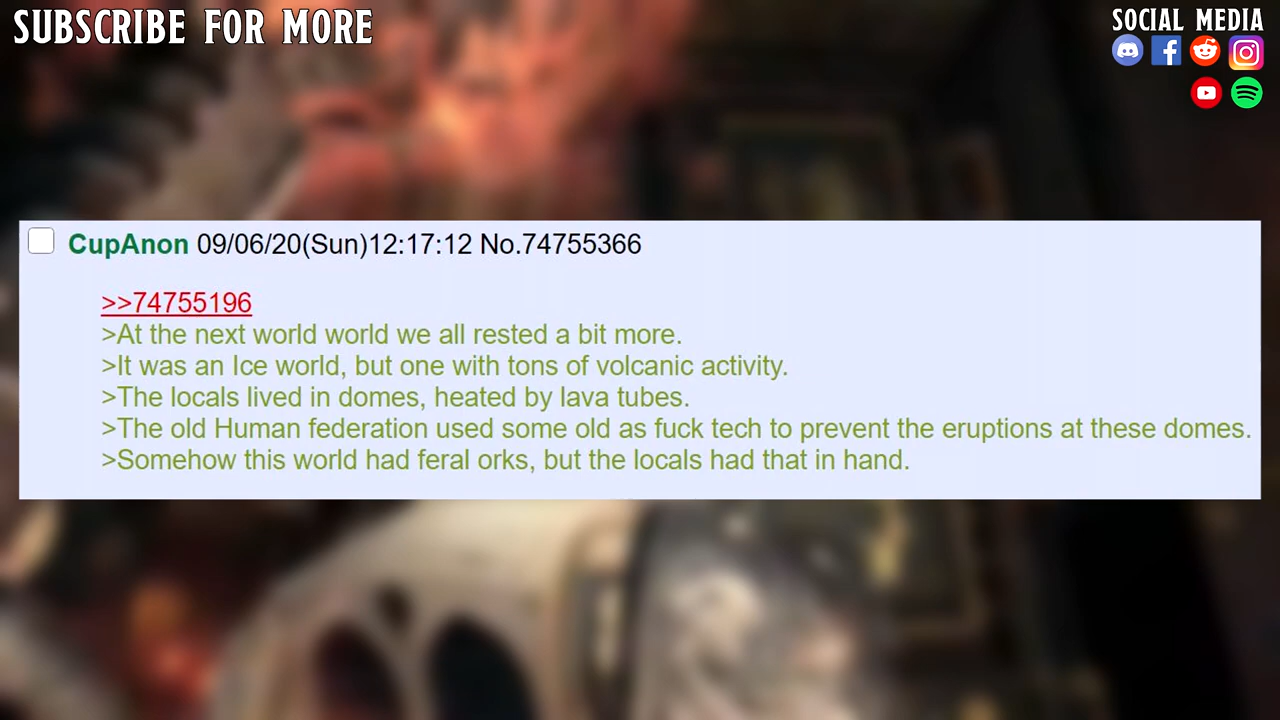 SUBSCRIBE FOR MORE
SOCIAL MEDIA
CupAnon 09/06/20(Sun)12:17:12 No.74755366
>>74755196
>At the next world world we all rested a bit more.
>It was an Ice world, but one with tons of volcanic activity.
>The locals lived in domes, heated by lava tubes.
>The old Human federation used some old as fuck tech to prevent the eruptions at these domes.
>Somehow this world had feral orks, but the locals had that in hand.